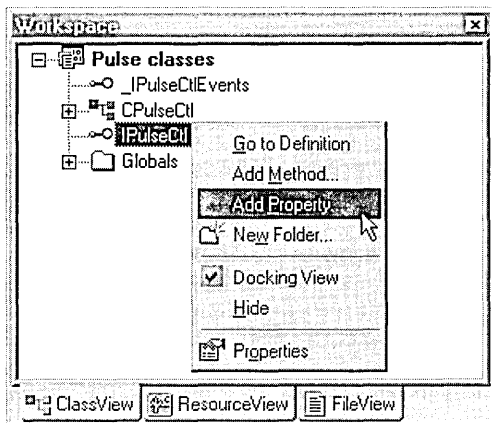 Workspace
Pulse classes
_IPulseCtlEvents
CPulseCtl
IPulseCtl
Globals
Go to Definition
Add Method...
Add Property...
New Folder...
Docking View
Hide
Properties
ClassView ResourceView FileView